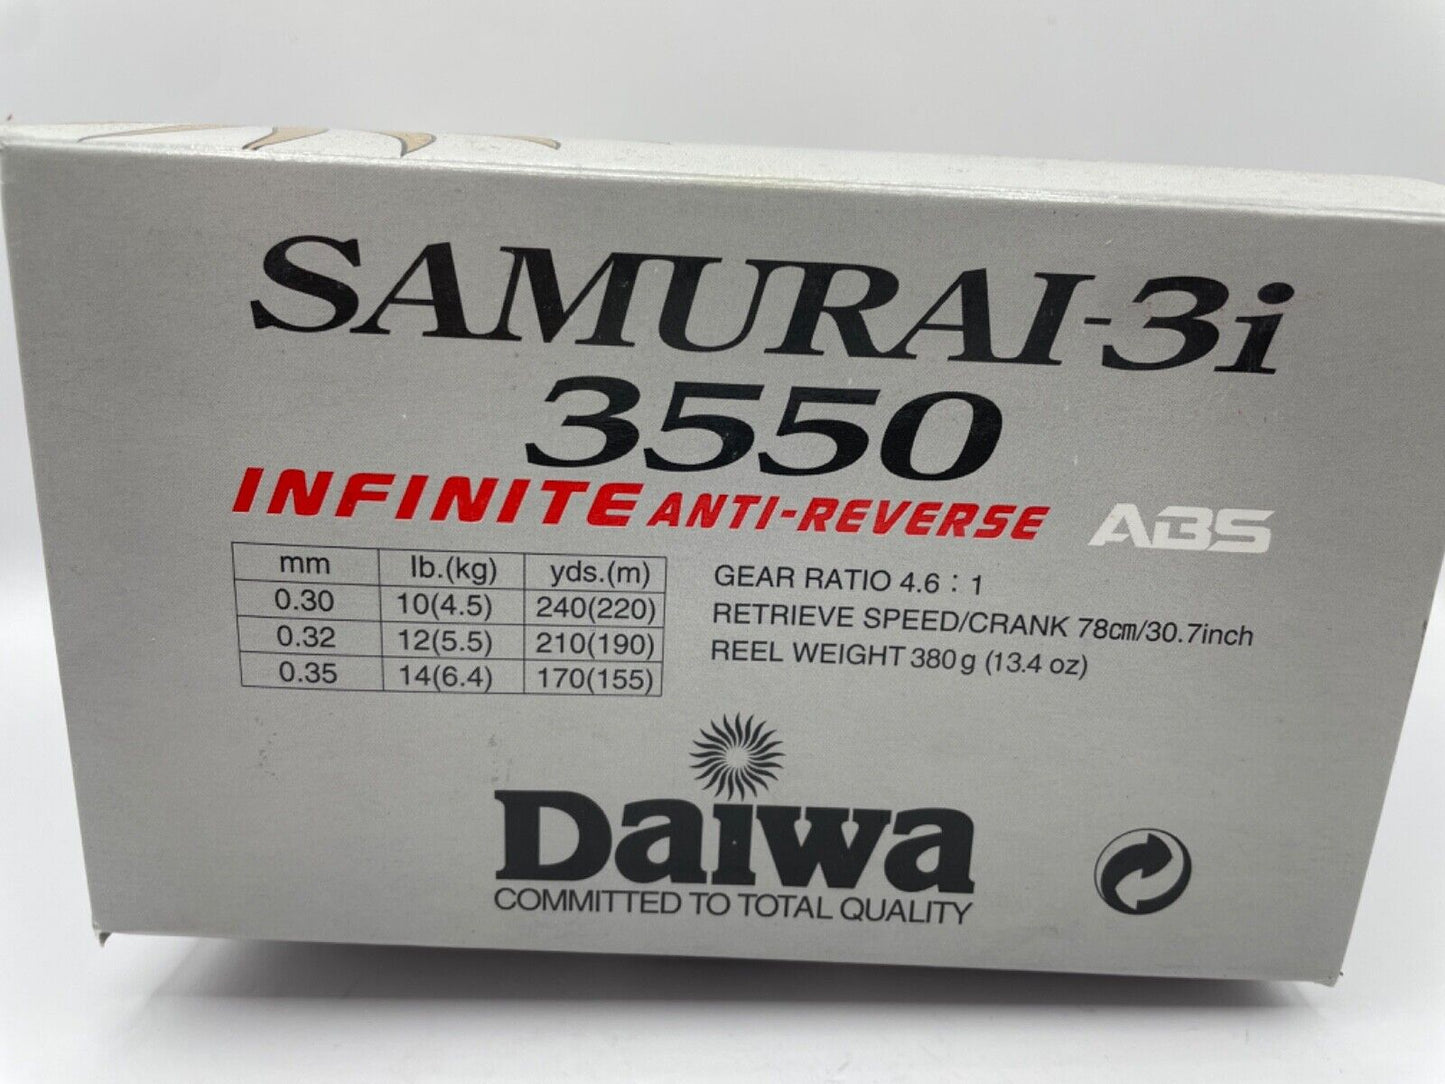 SAMURAI-3i
3550
INFINITE ANTI-REVERSE ABS
mm lb.(kg) yds.(m)
0.30 10(4.5) 240(220)
0.32 12(5.5) 210(190)
0.35 14(6.4) 170(155)
GEAR RATIO 4.6 : 1
RETRIEVE SPEED/CRANK 78cm/30.7inch
REEL WEIGHT 380g (13.4 oz)
Daiwa
COMMITTED TO TOTAL QUALITY